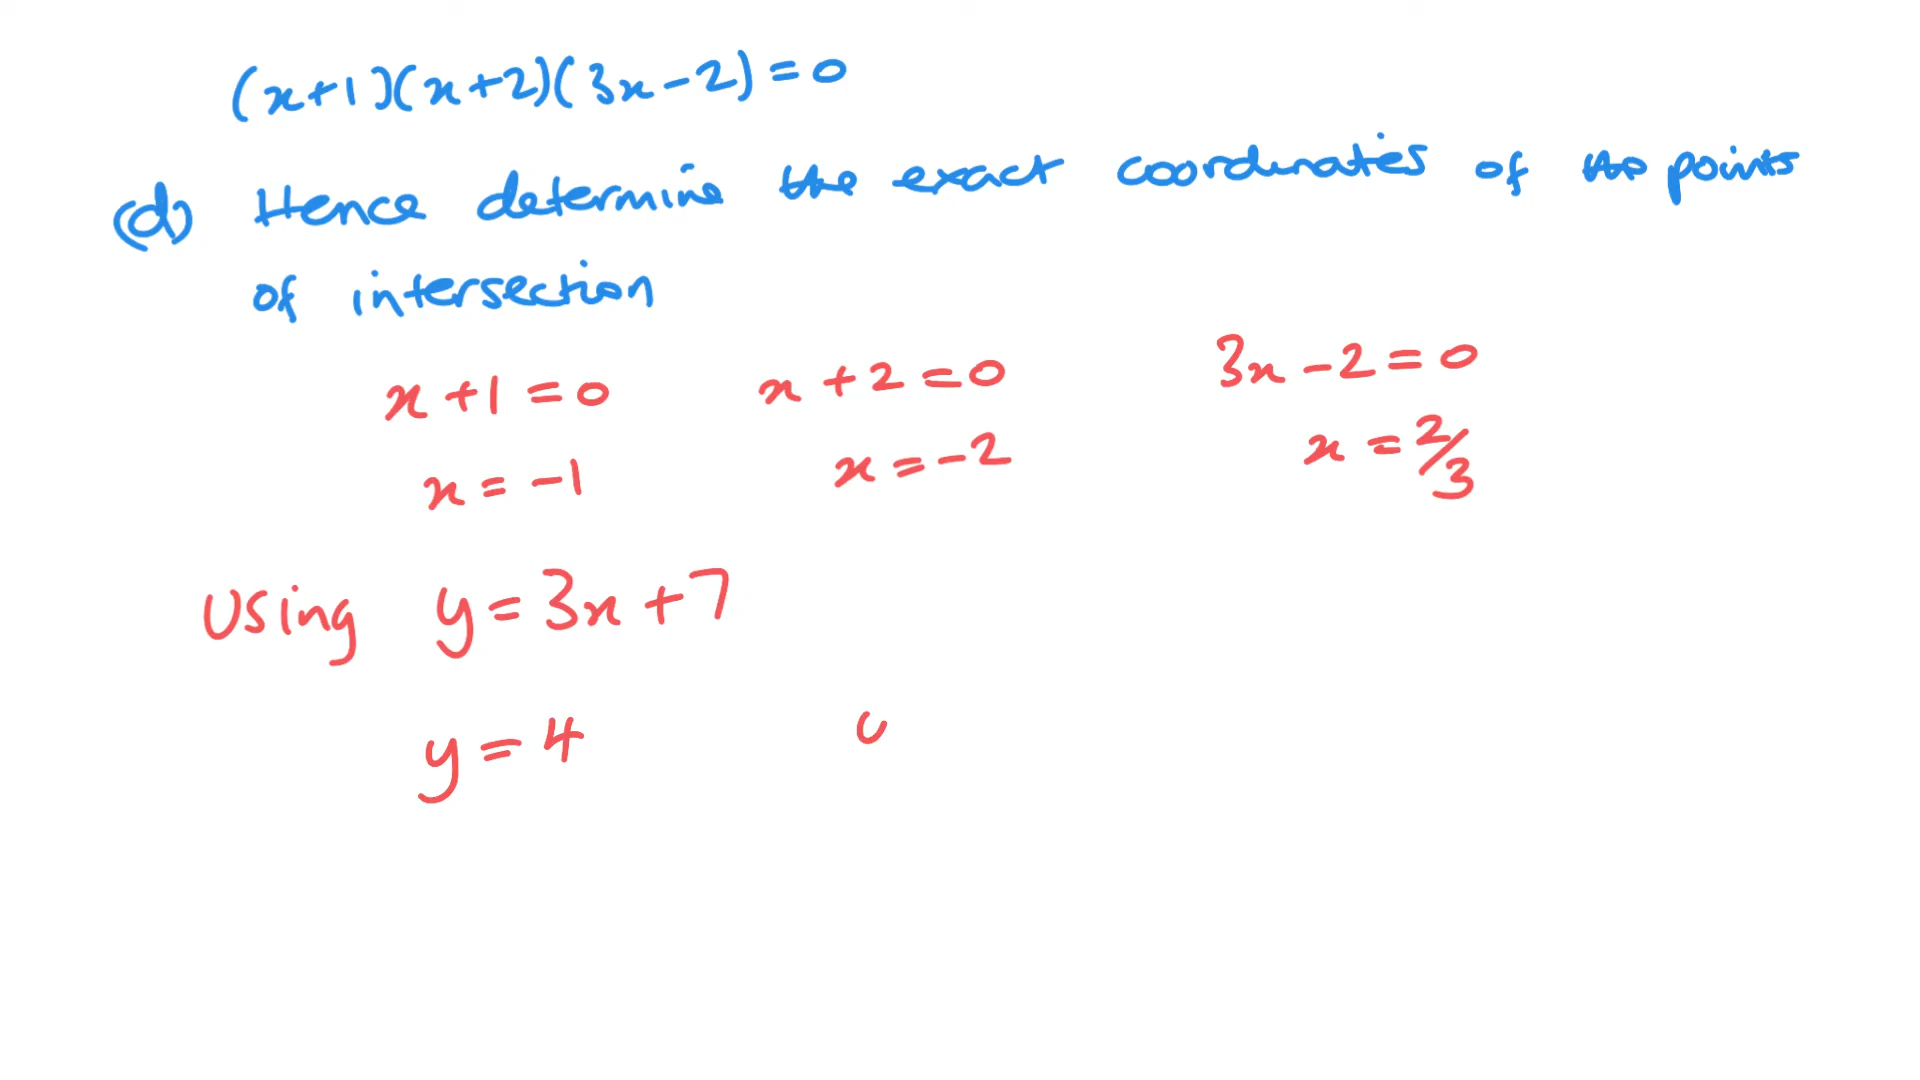 (x+1)(x+2)(3x-2)=0
(d) Hence determine the exact coordinates of the points
of intersection
x+1=0 x+2=0 3x-2=0
x=-1 x=-2 x=2/3
Using y=3x+7
y=4